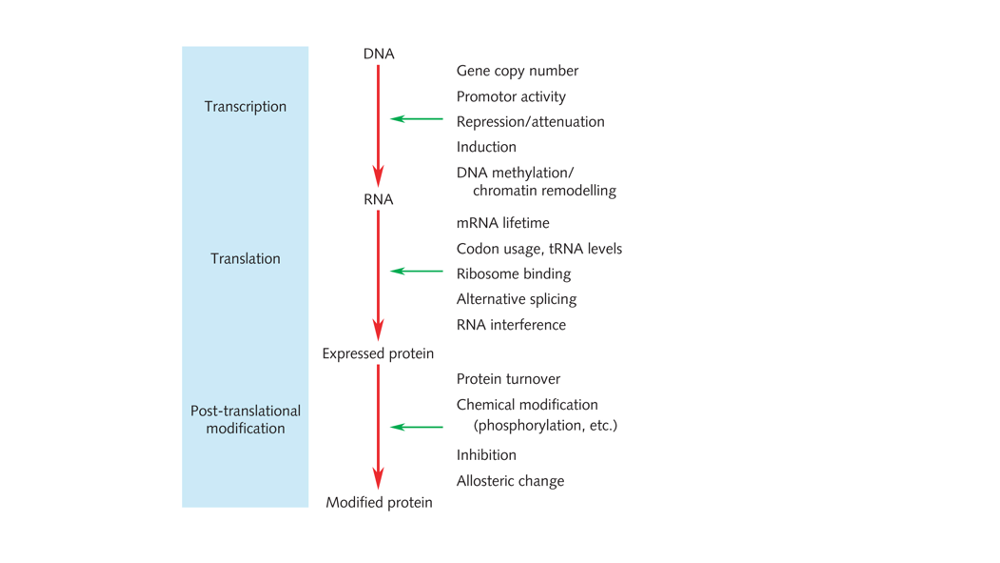 DNA
Transcription
Gene copy number
Promotor activity
Repression/attenuation
Induction
DNA methylation/
chromatin remodelling
RNA
Translation
mRNA lifetime
Codon usage, tRNA levels
Ribosome binding
Alternative splicing
RNA interference
Expressed protein
Post-translational
modification
Protein turnover
Chemical modification
(phosphorylation, etc.)
Inhibition
Allosteric change
Modified protein